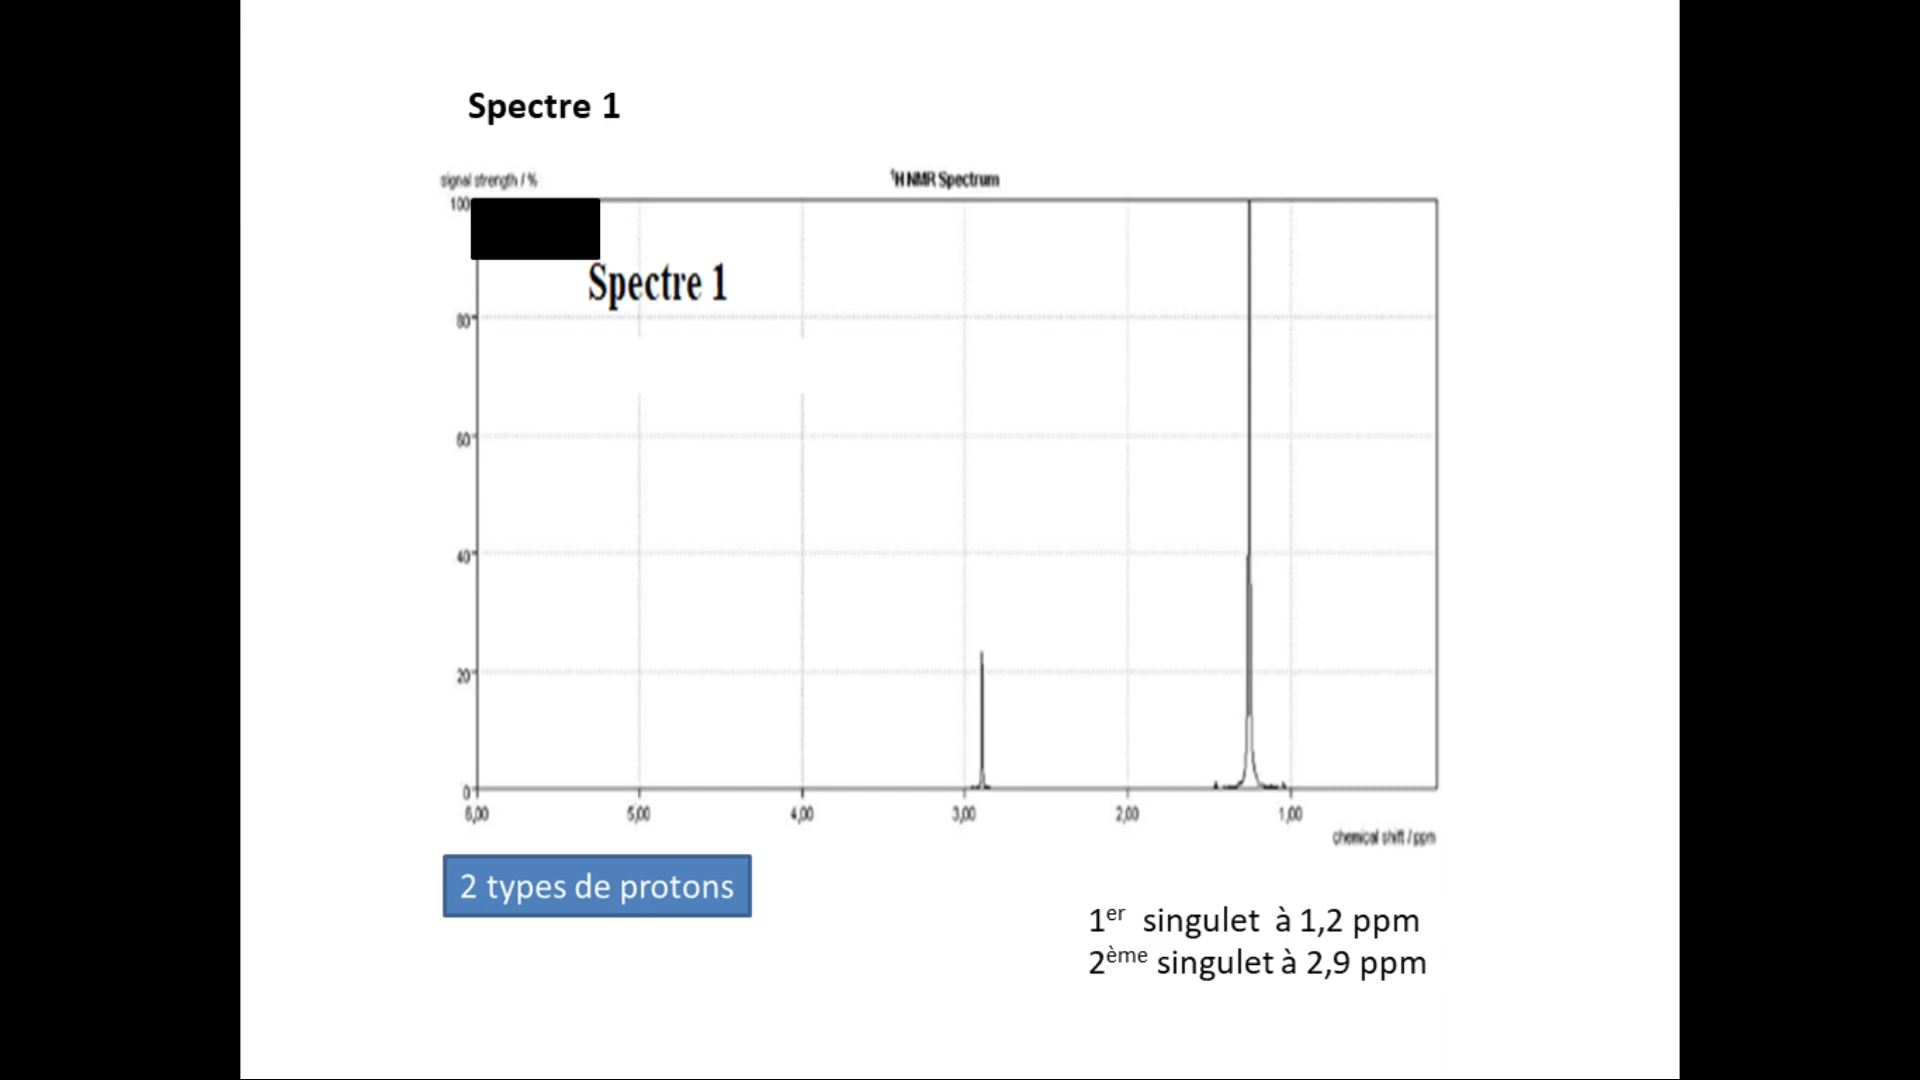 Spectre 1
signal strength / %
¹H NMR Spectrum
100
Spectre 1
80
60
40
20
0
6,00 5,00 4,00 3,00 2,00 1,00
chemical shift / ppm
2 types de protons
1er singulet à 1,2 ppm
2ème singulet à 2,9 ppm